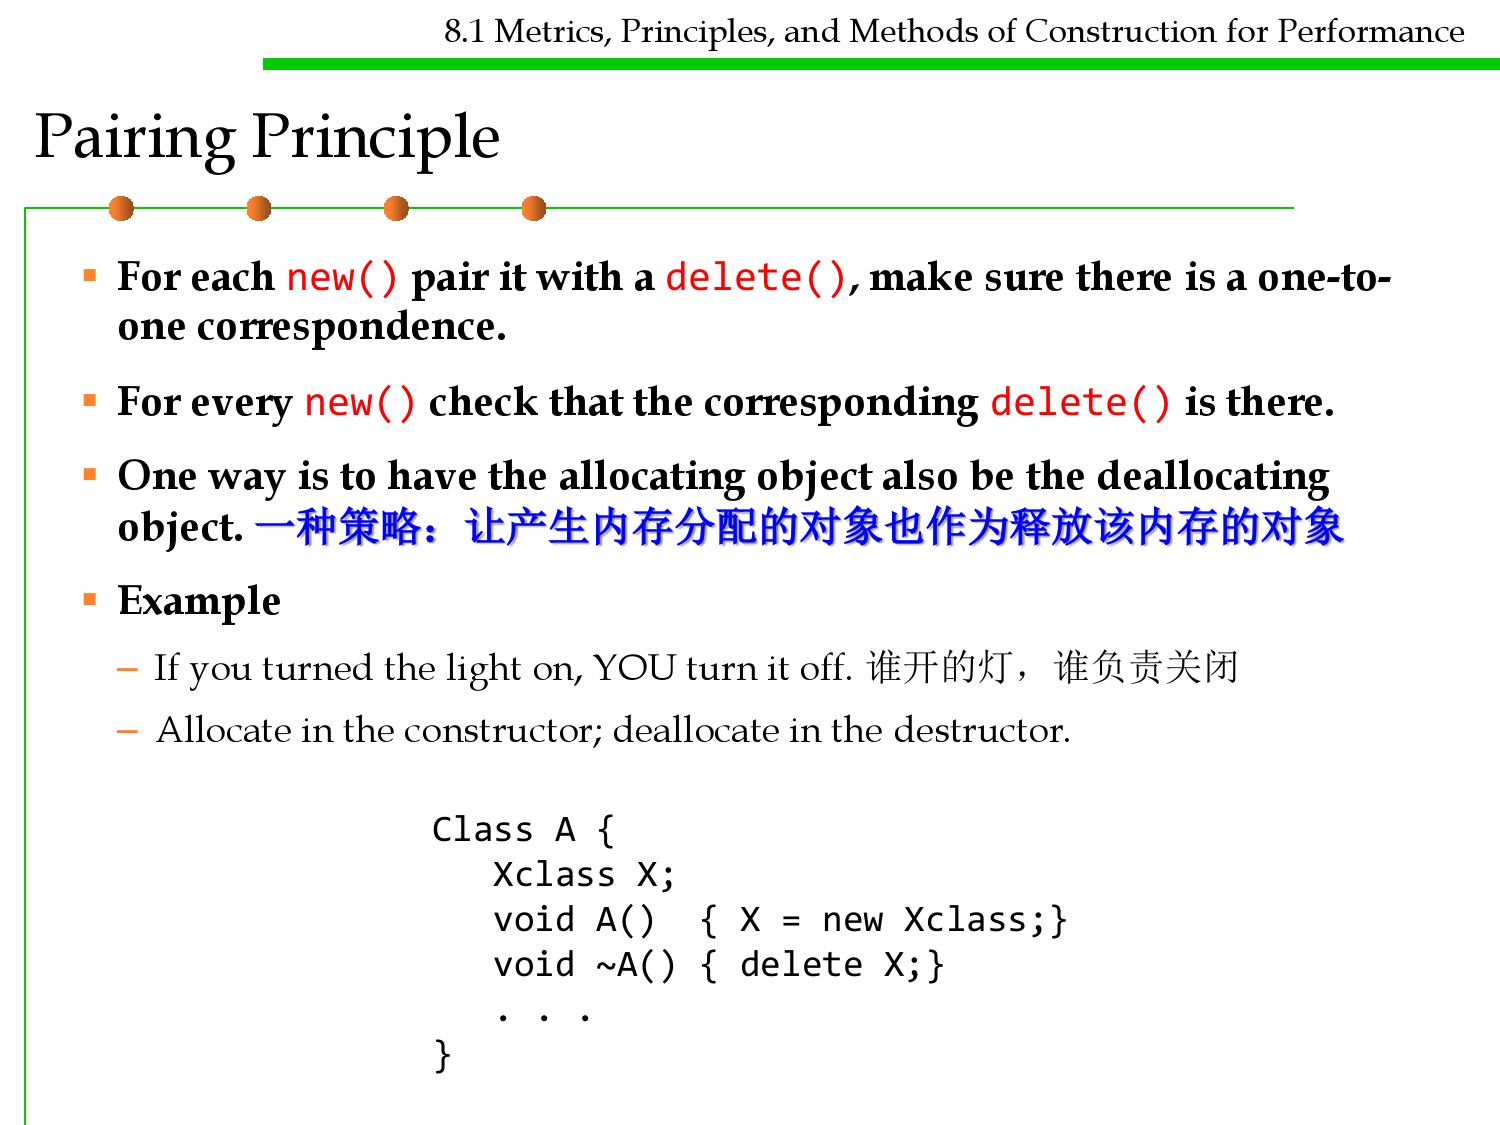 8.1 Metrics, Principles, and Methods of Construction for Performance
Pairing Principle
For each new() pair it with a delete(), make sure there is a one-to-
one correspondence.
For every new() check that the corresponding delete() is there.
One way is to have the allocating object also be the deallocating
object. 一种策略：让产生内存分配的对象也作为释放该内存的对象
Example
– If you turned the light on, YOU turn it off. 谁开的灯，谁负责关闭
– Allocate in the constructor; deallocate in the destructor.
Class A {
Xclass X;
void A()  { X = new Xclass;}
void ~A() { delete X;}
. . .
}